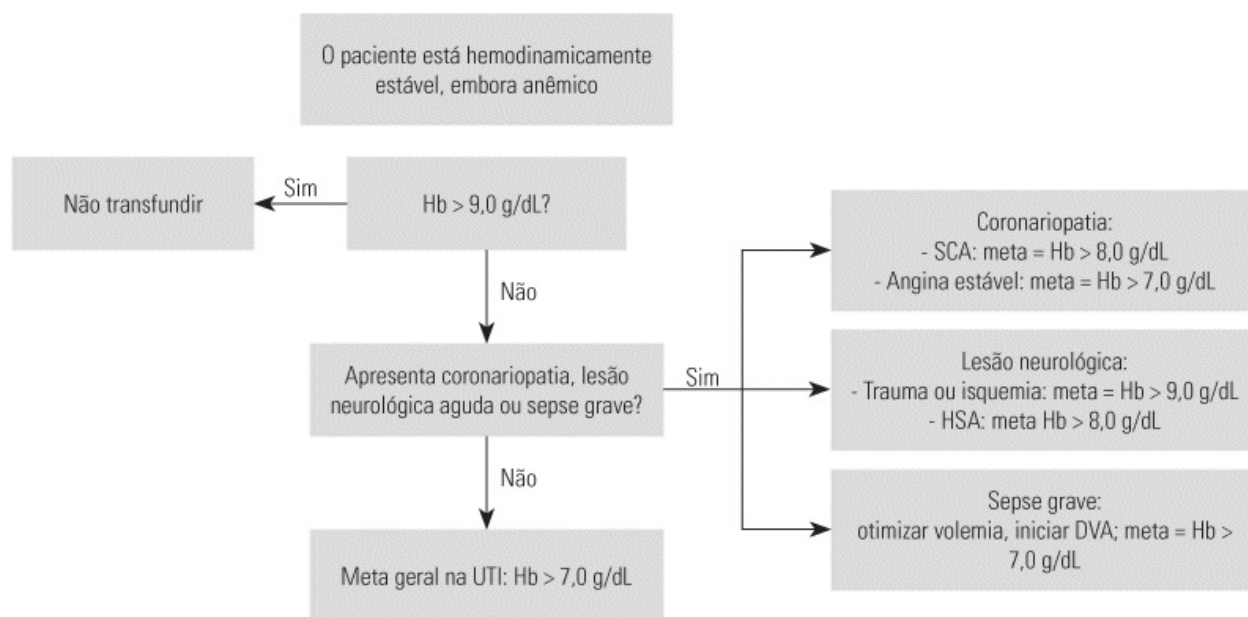 O paciente está hemodinamicamente
estável, embora anêmico
Não transfundir
Sim
Hb > 9,0 g/dL?
Não
Apresenta coronariopatia, lesão
neurológica aguda ou sepse grave?
Sim
Coronariopatia:
- SCA: meta = Hb > 8,0 g/dL
- Angina estável: meta = Hb > 7,0 g/dL
Lesão neurológica:
- Trauma ou isquemia: meta = Hb > 9,0 g/dL
- HSA: meta Hb > 8,0 g/dL
Sepse grave:
otimizar volemia, iniciar DVA; meta = Hb >
7,0 g/dL
Não
Meta geral na UTI: Hb > 7,0 g/dL